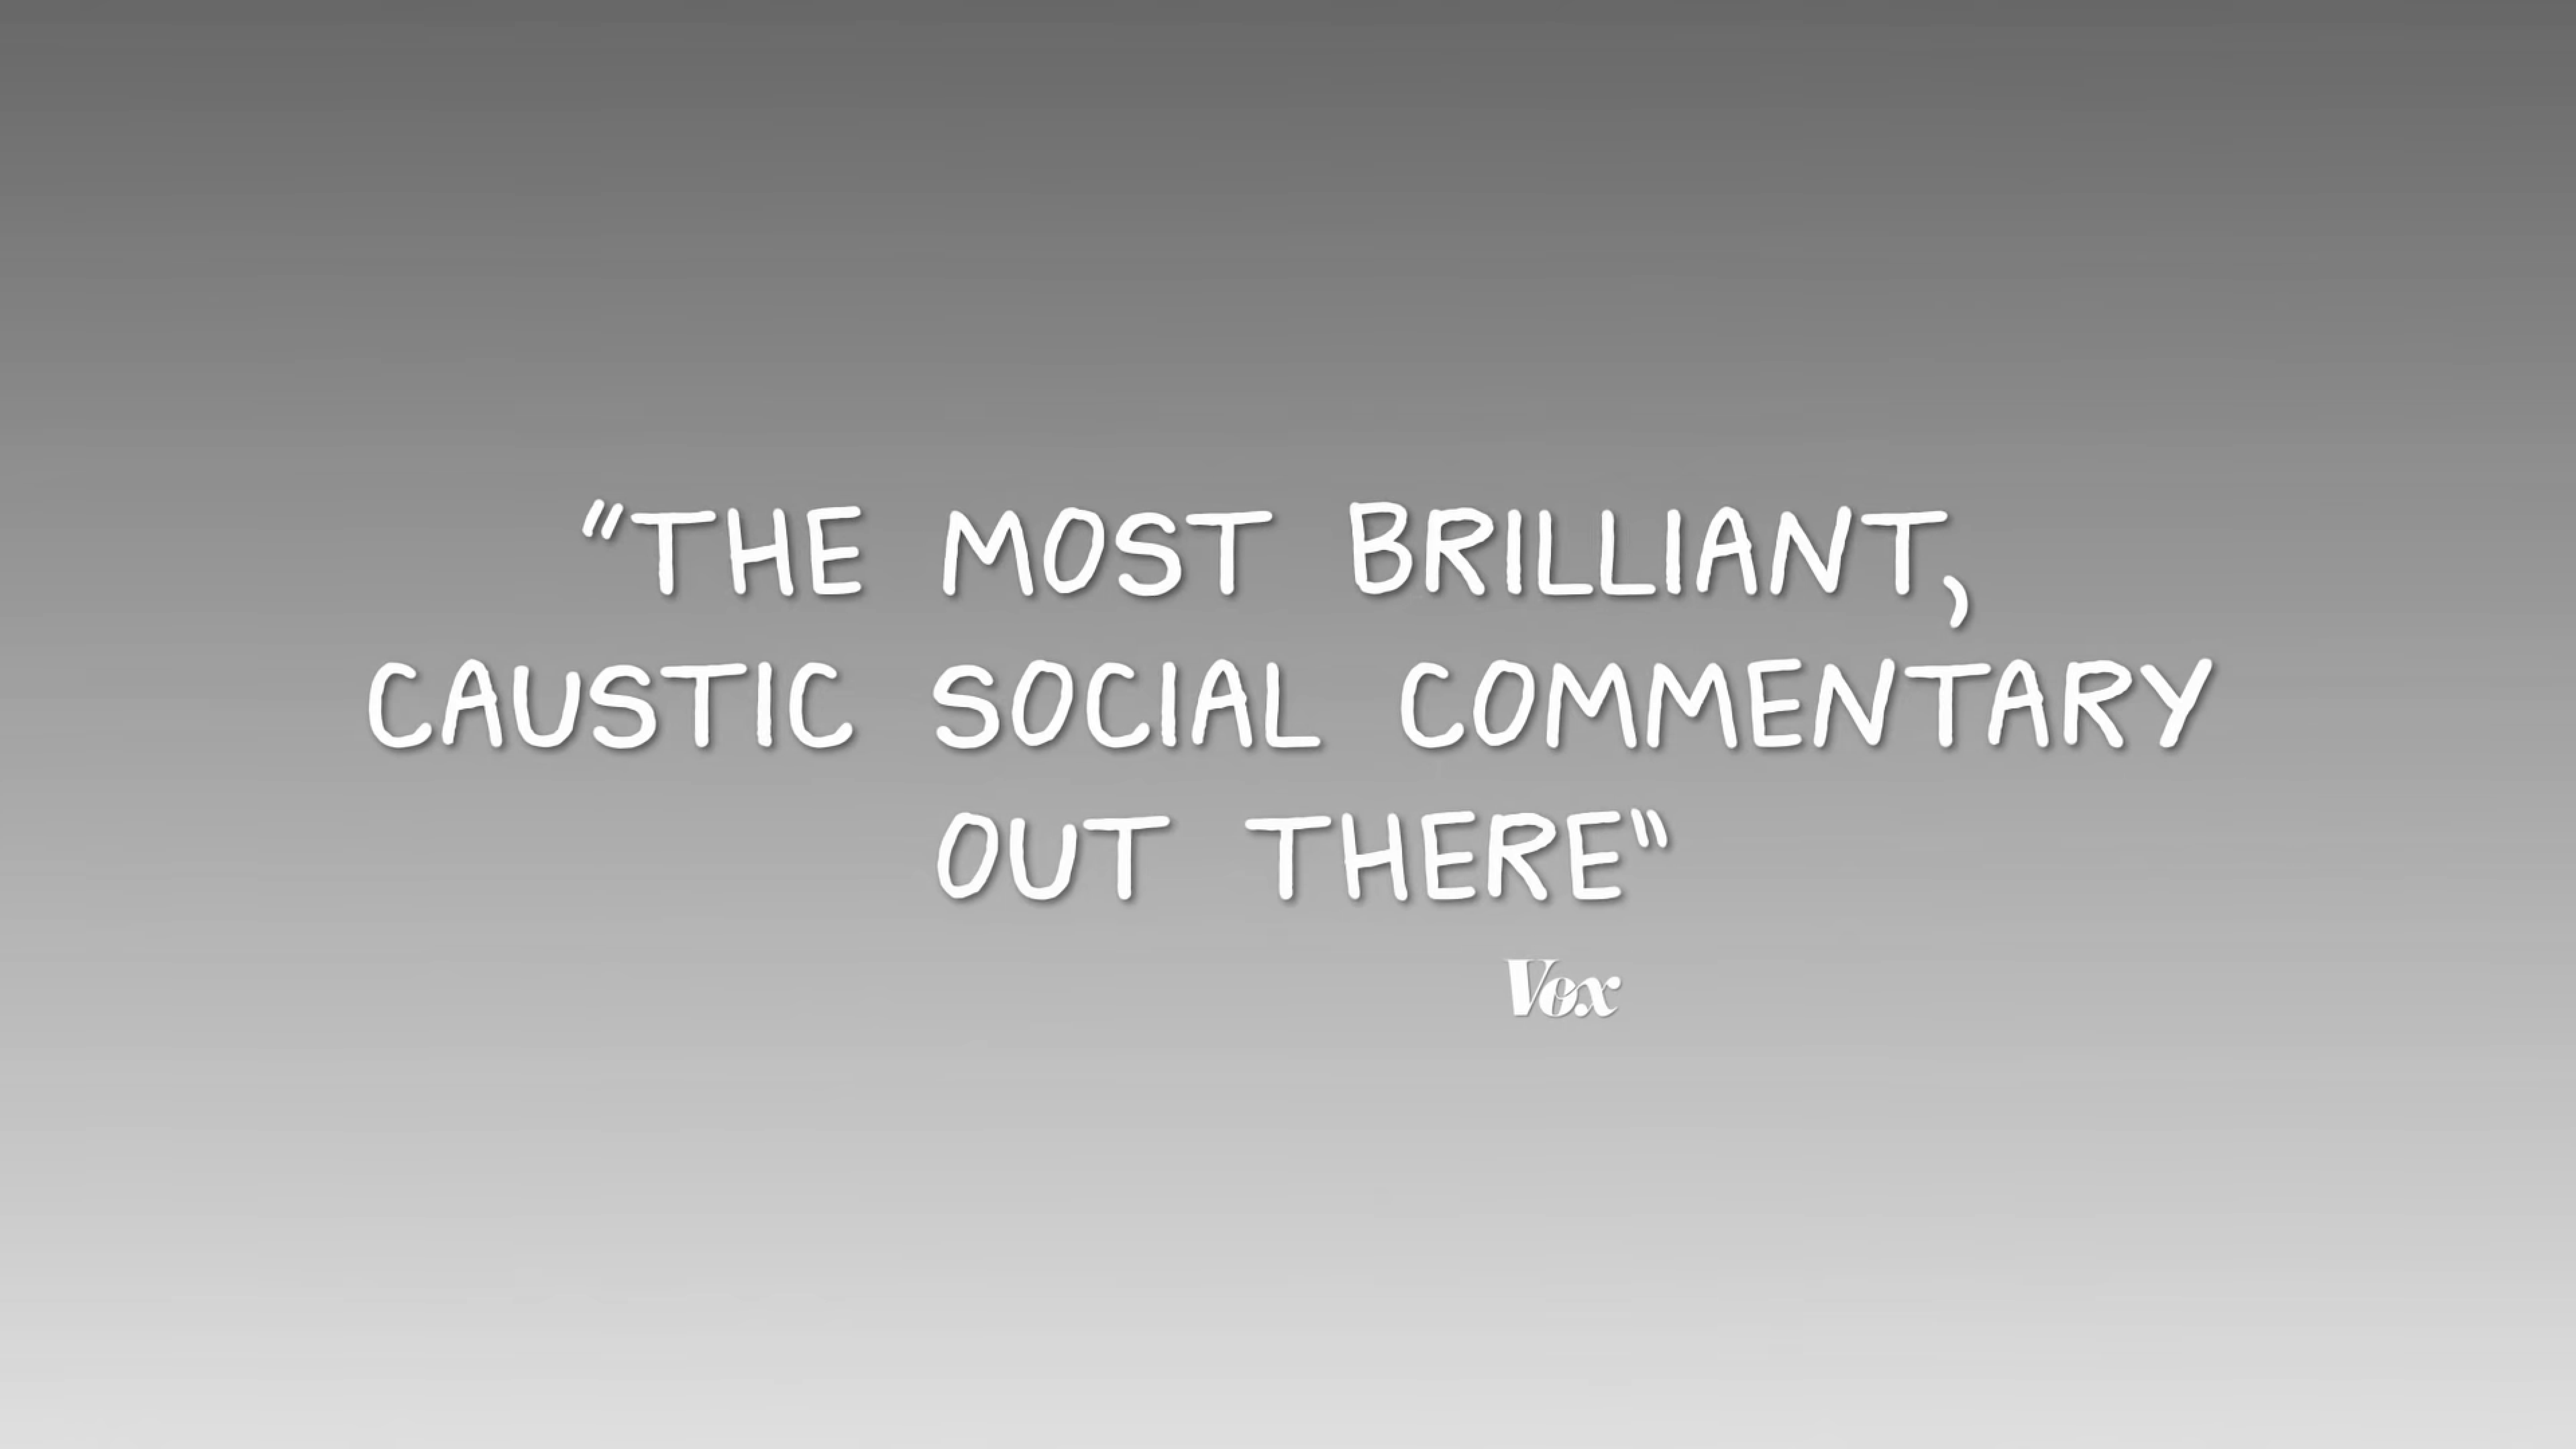 "THE MOST BRILLIANT,
CAUSTIC SOCIAL COMMENTARY
OUT THERE"
Vox